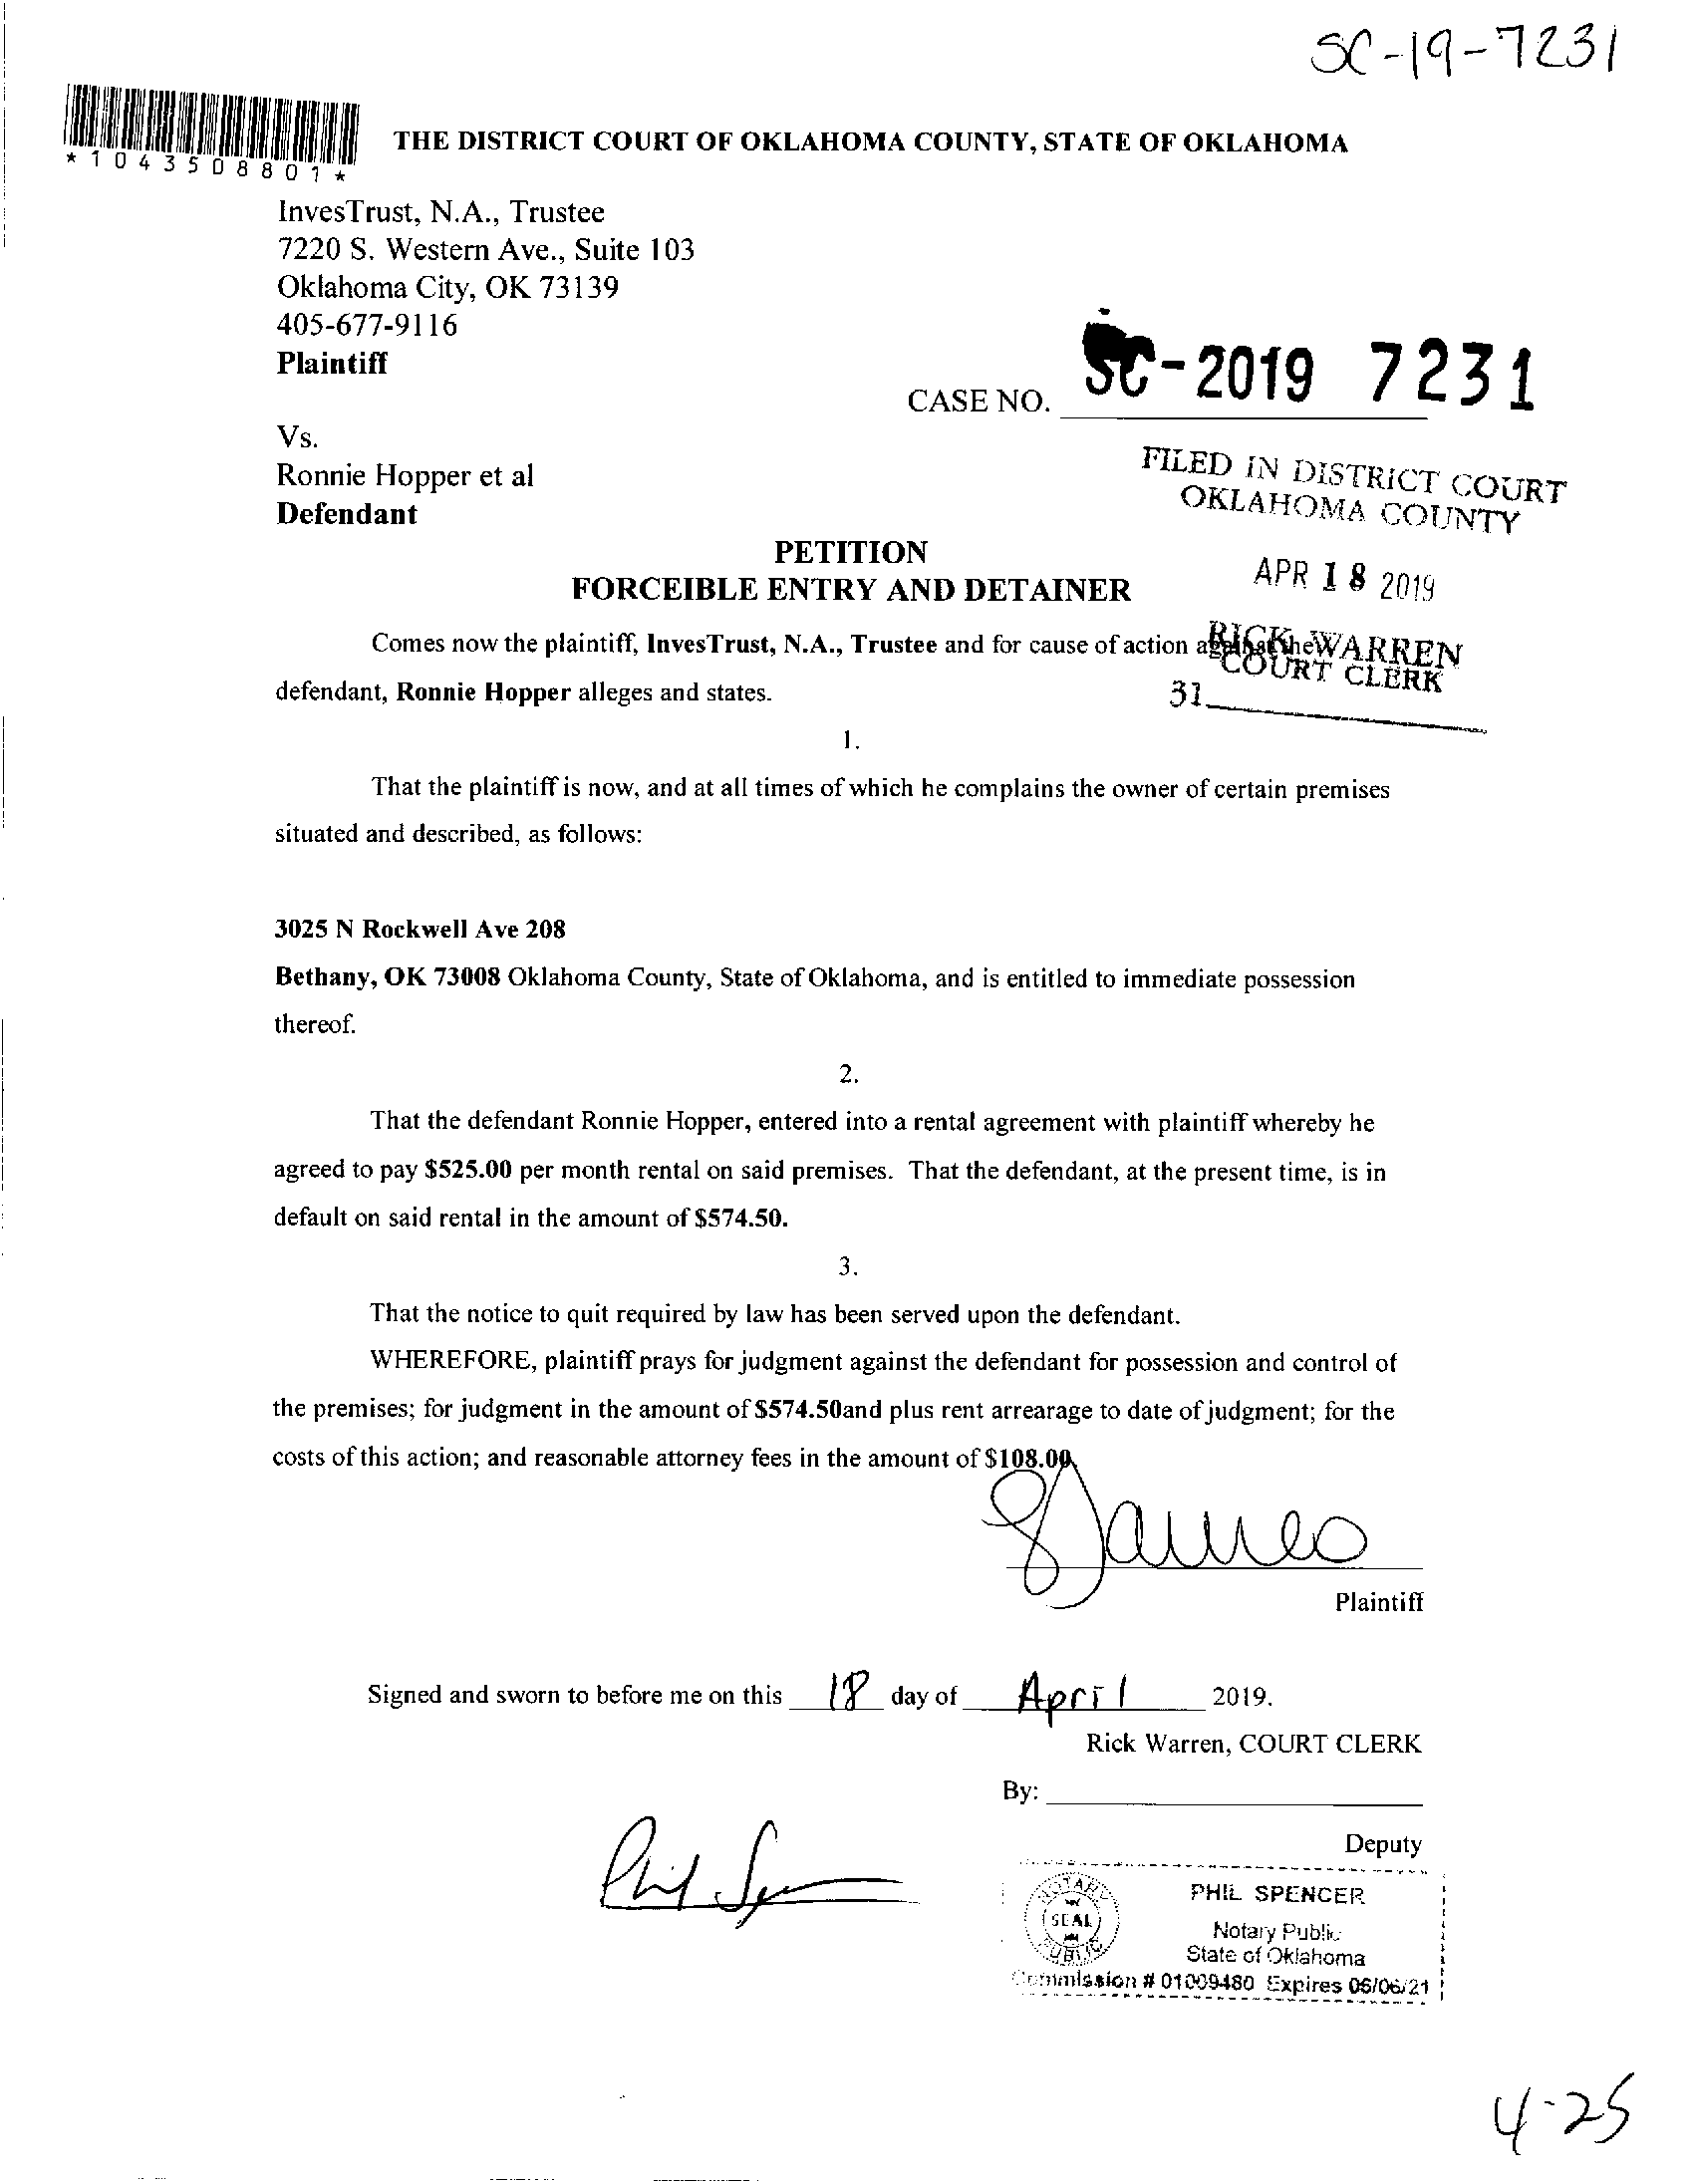 SC-19-7231
*1043508801*
THE DISTRICT COURT OF OKLAHOMA COUNTY, STATE OF OKLAHOMA
InvesTrust, N.A., Trustee
7220 S. Western Ave., Suite 103
Oklahoma City, OK 73139
405-677-9116
Plaintiff
CASE NO. SC-2019 7231
Vs.
Ronnie Hopper et al
Defendant
FILED IN DISTRICT COURT
OKLAHOMA COUNTY
PETITION
FORCEIBLE ENTRY AND DETAINER
APR 18 2019
RICK WARREN
COURT CLERK
31
Comes now the plaintiff, InvesTrust, N.A., Trustee and for cause of action against the
defendant, Ronnie Hopper alleges and states.
1.
That the plaintiff is now, and at all times of which he complains the owner of certain premises
situated and described, as follows:
3025 N Rockwell Ave 208
Bethany, OK 73008 Oklahoma County, State of Oklahoma, and is entitled to immediate possession
thereof.
2.
That the defendant Ronnie Hopper, entered into a rental agreement with plaintiff whereby he
agreed to pay $525.00 per month rental on said premises. That the defendant, at the present time, is in
default on said rental in the amount of $574.50.
3.
That the notice to quit required by law has been served upon the defendant.
WHEREFORE, plaintiff prays for judgment against the defendant for possession and control of
the premises; for judgment in the amount of $574.50and plus rent arrearage to date of judgment; for the
costs of this action; and reasonable attorney fees in the amount of $108.00.
Plaintiff
Signed and sworn to before me on this 18 day of April 2019.
Rick Warren, COURT CLERK
By:
Deputy
NOTARY
SEAL
PUBLIC
PHIL SPENCER
Notary Public
State of Oklahoma
Commission # 01009480 Expires 06/06/21
4-25